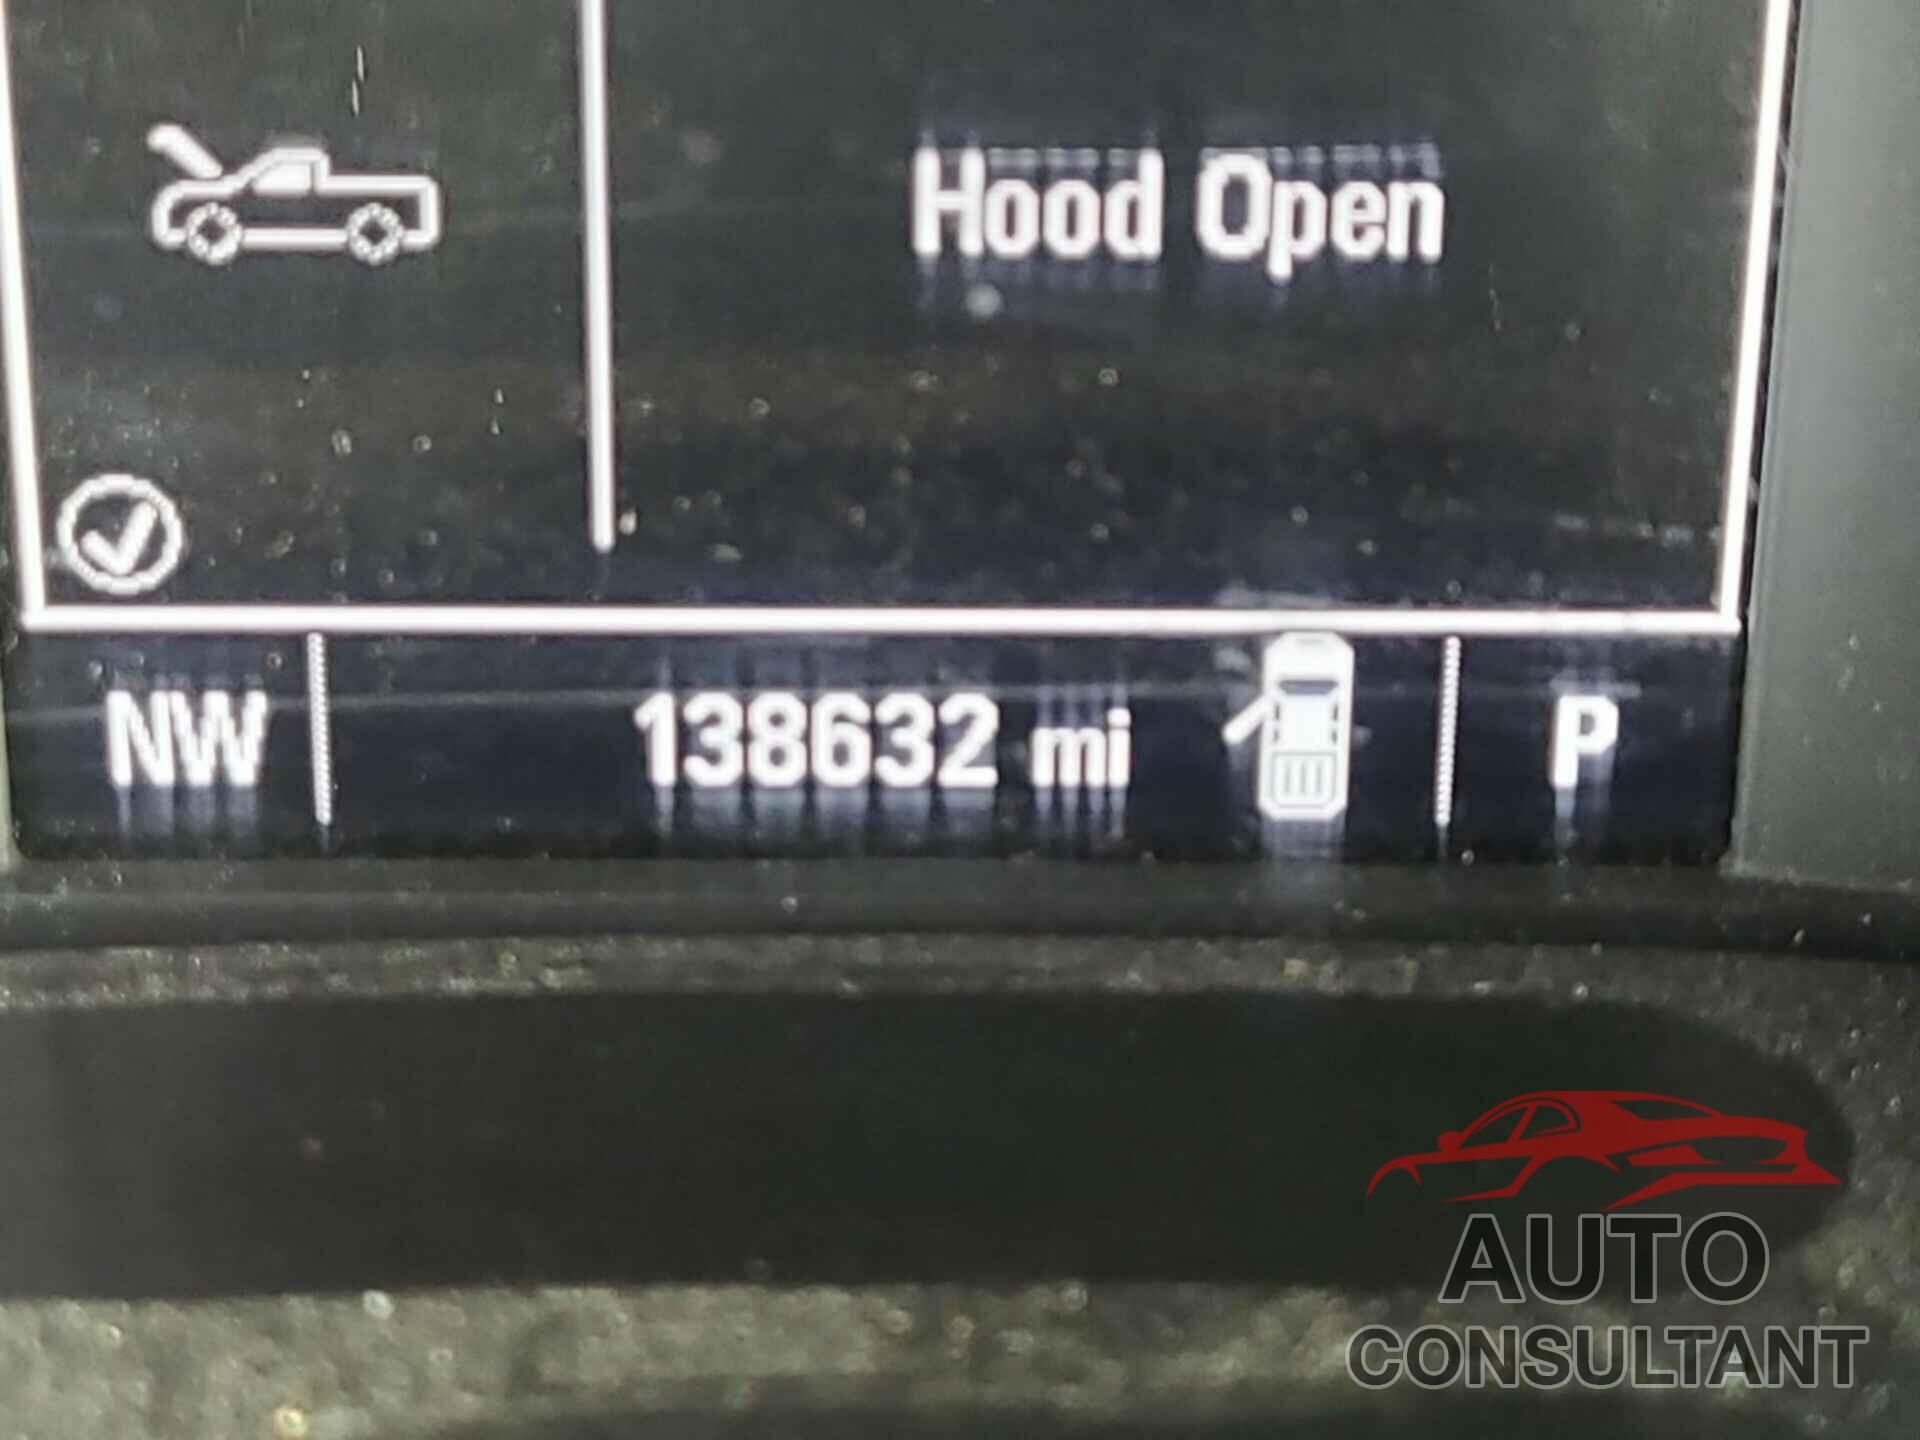 Hood Open
NW 138632 mi P
AUTO
CONSULTANT